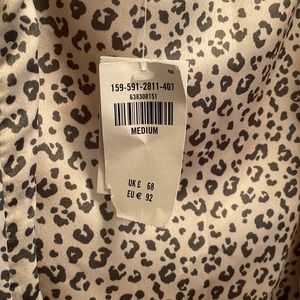 159-591-2811-407
638308151
MEDIUM
UK £ 68
EU € 92